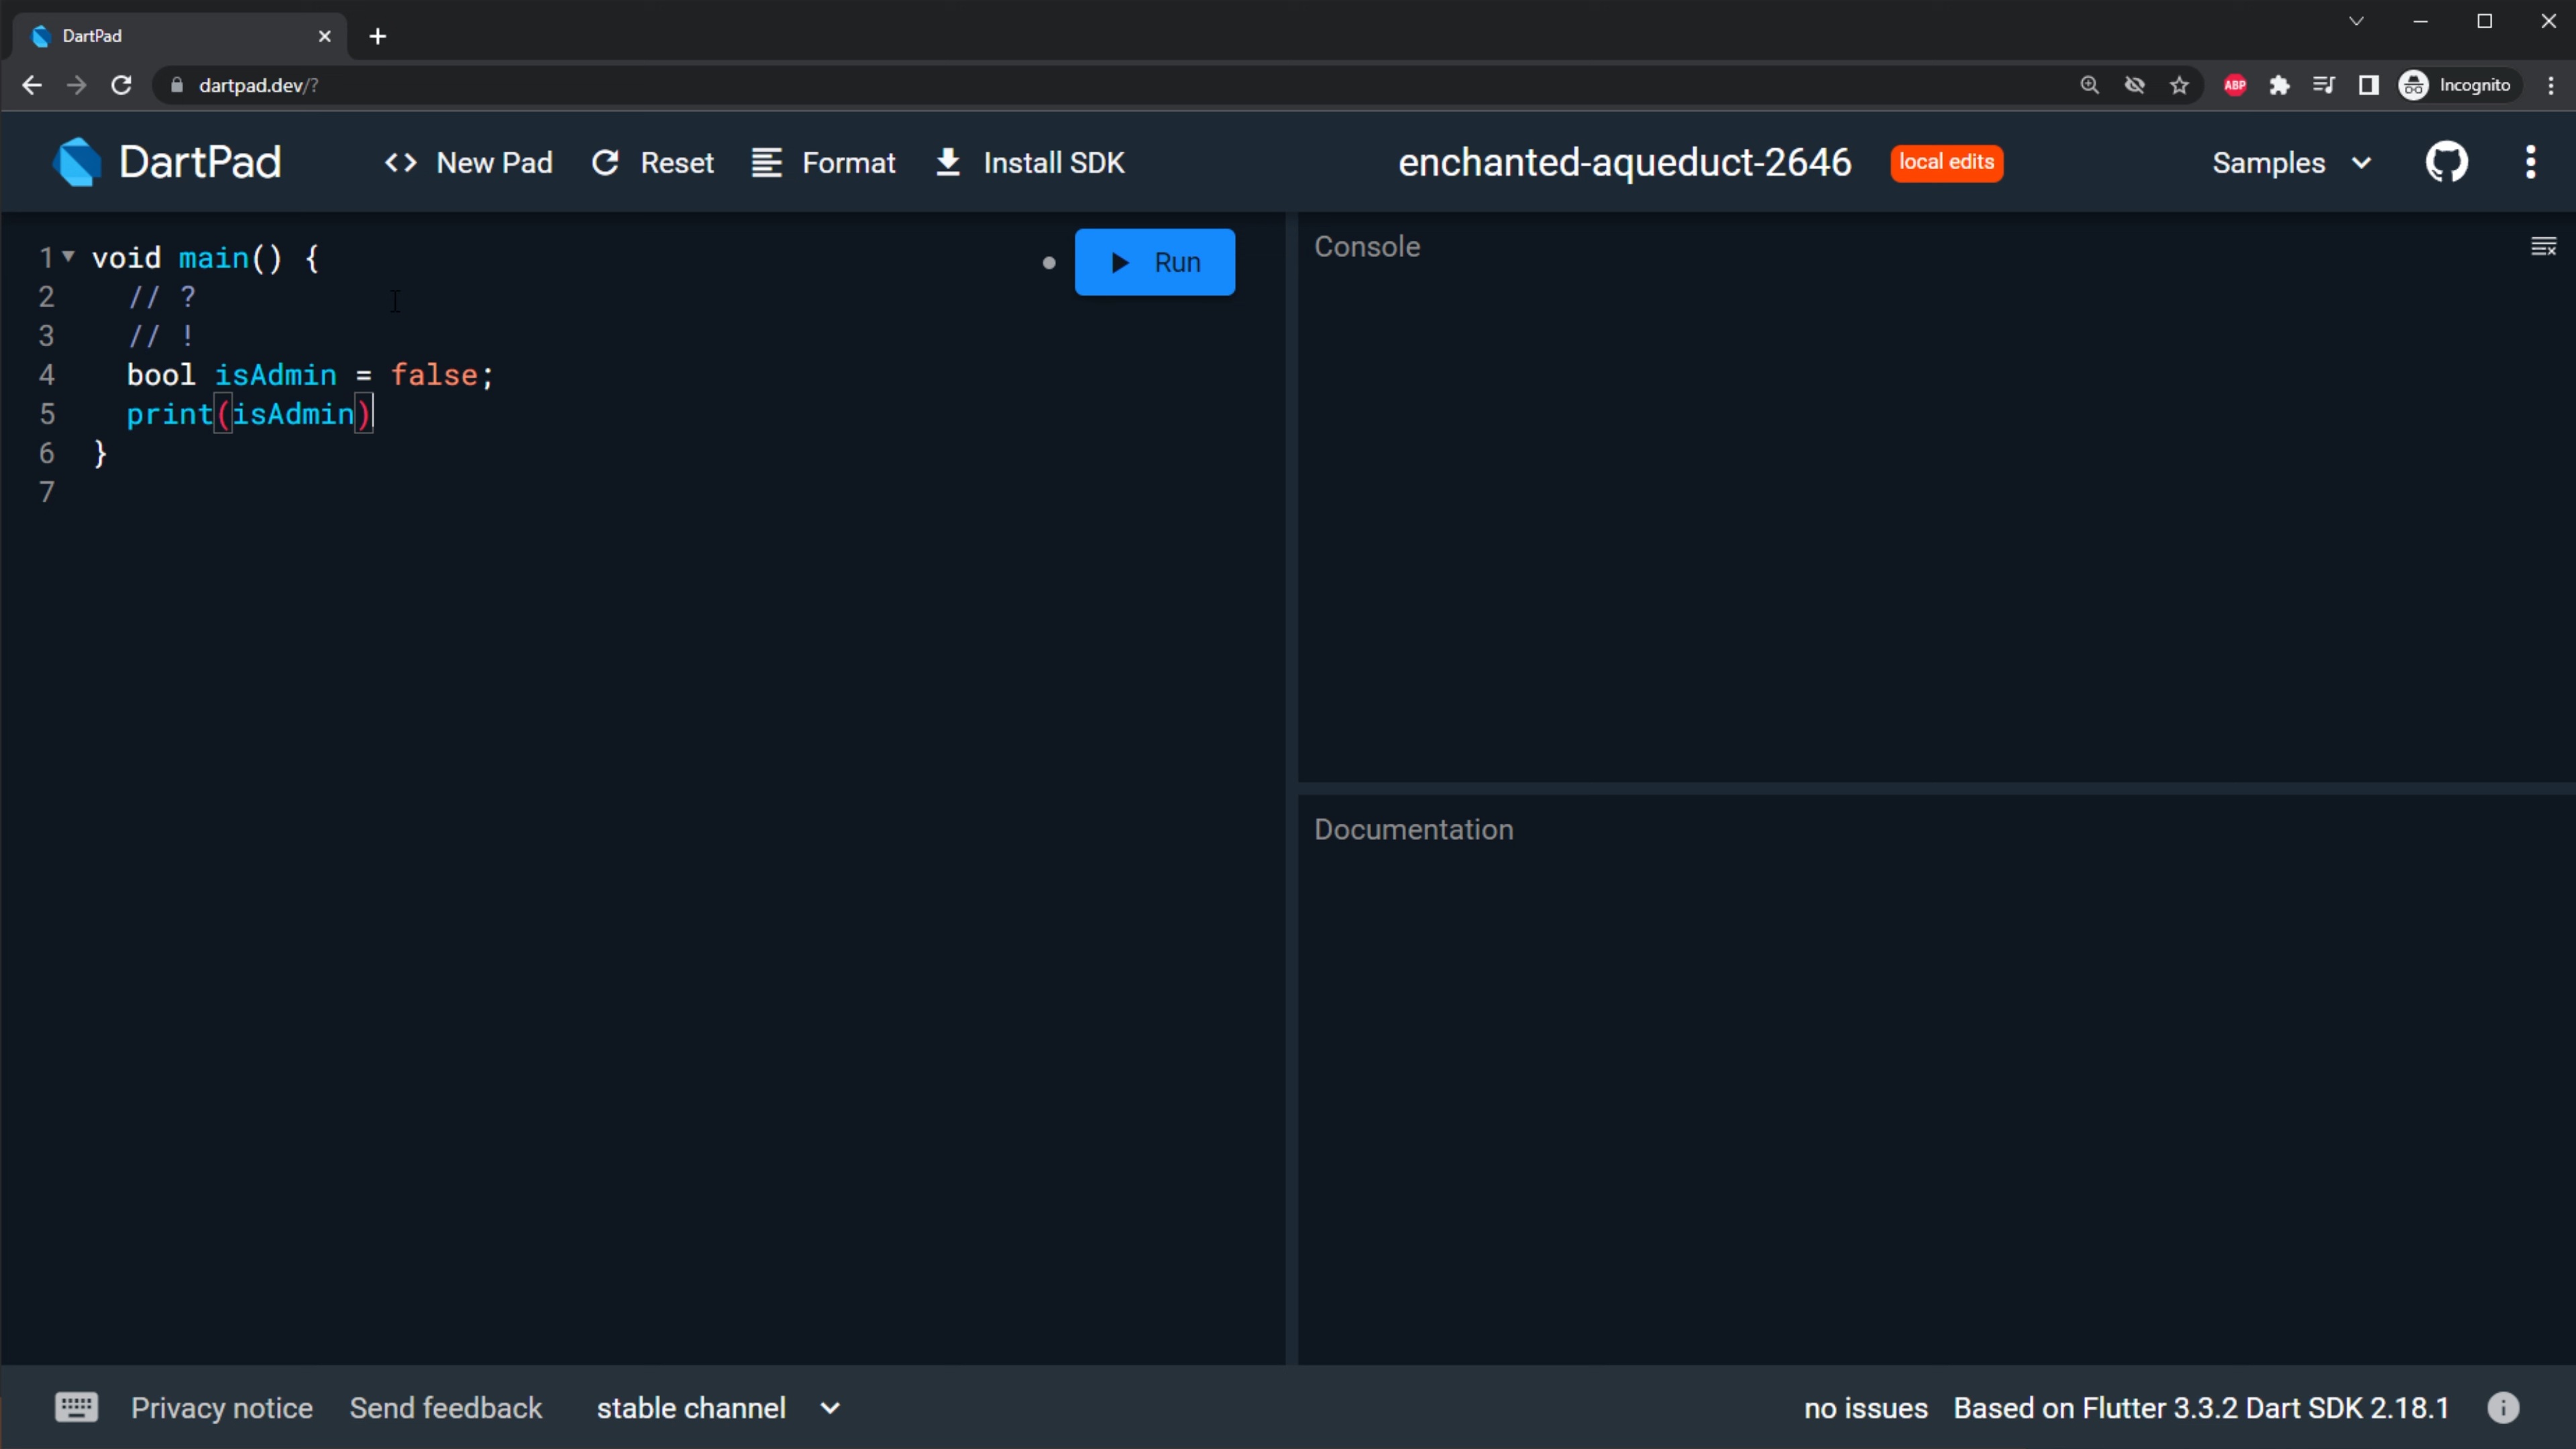 DartPad
dartpad.dev/?
ABP
Incognito
DartPad
<> New Pad
Reset
Format
Install SDK
enchanted-aqueduct-2646
local edits
Samples
1 void main() {
2 // ?
3 // !
4 bool isAdmin = false;
5 print(isAdmin)
6 }
7
Run
Console
Documentation
Privacy notice
Send feedback
stable channel
no issues
Based on Flutter 3.3.2 Dart SDK 2.18.1